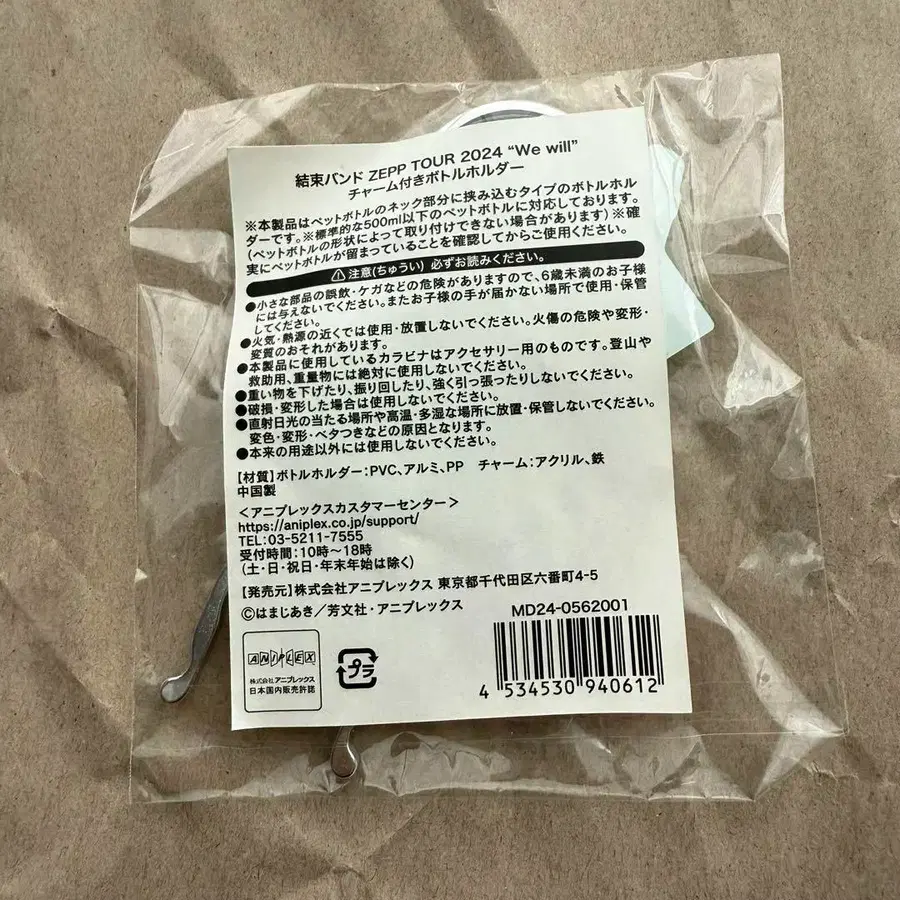 結束バンド ZEPP TOUR 2024 “We will”
チャーム付きボトルホルダー
※本製品はペットボトルのネック部分に挟み込むタイプのボトルホル
ダーです。※標準的な500ml以下のペットボトルに対応しております。
(ペットボトルの形状によって取り付けできない場合があります)※確
実にペットボトルが留まっていることを確認してからご使用ください。
⚠注意(ちゅうい) 必ずお読みください。
●小さな部品の誤飲・ケガなどの危険がありますので、6歳未満のお子様
には与えないでください。またお子様の手が届かない場所で使用・保管
してください。
●火気・熱源の近くでは使用・放置しないでください。火傷の危険や変形・
変質のおそれがあります。
●本製品に使用しているカラビナはアクセサリー用のものです。登山や
救助用、重量物には絶対に使用しないでください。
●重い物を下げたり、振り回したり、強く引っ張ったりしないでください。
●破損・変形した場合は使用しないでください。
●直射日光の当たる場所や高温・多湿な場所に放置・保管しないでください。
変色・変形・ベタつきなどの原因となります。
●本来の用途以外には使用しないでください。
【材質】ボトルホルダー:PVC、アルミ、PP チャーム:アクリル、鉄
中国製
<アニプレックスカスタマーセンター>
https://aniplex.co.jp/support/
TEL:03-5211-7555
受付時間:10時～18時
(土・日・祝日・年末年始は除く)
【発売元】株式会社アニプレックス 東京都千代田区六番町4-5
©はまじあき/芳文社・アニプレックス
MD24-0562001
ANIPLEX
株式会社アニプレックス
日本国内販売許諾
プラ
4 534530 940612